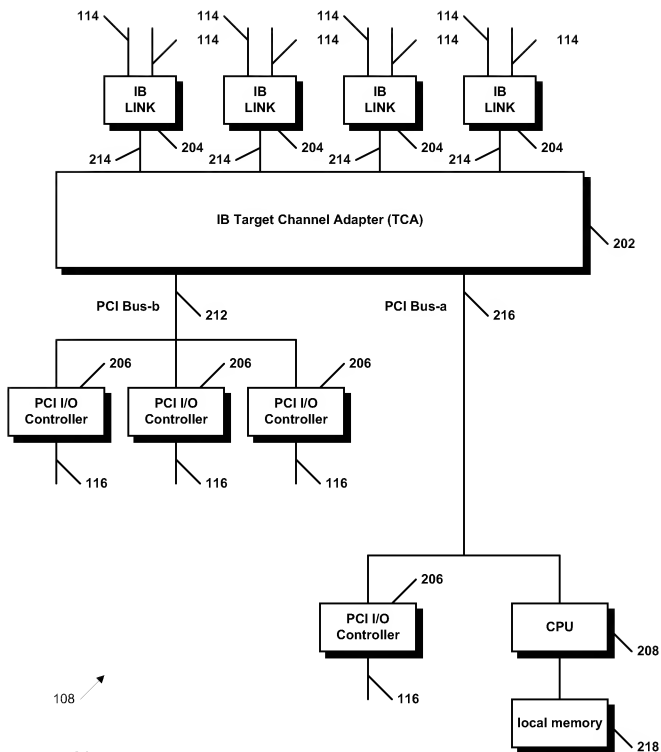 114 114 114 114
114 114 114 114
IB LINK IB LINK IB LINK IB LINK
204 204 204 204
214 214 214 214
IB Target Channel Adapter (TCA)
202
PCI Bus-b
212
PCI Bus-a
216
206 206 206
PCI I/O Controller PCI I/O Controller PCI I/O Controller
116 116 116
206
PCI I/O
Controller
CPU
208
116
108
local memory
218